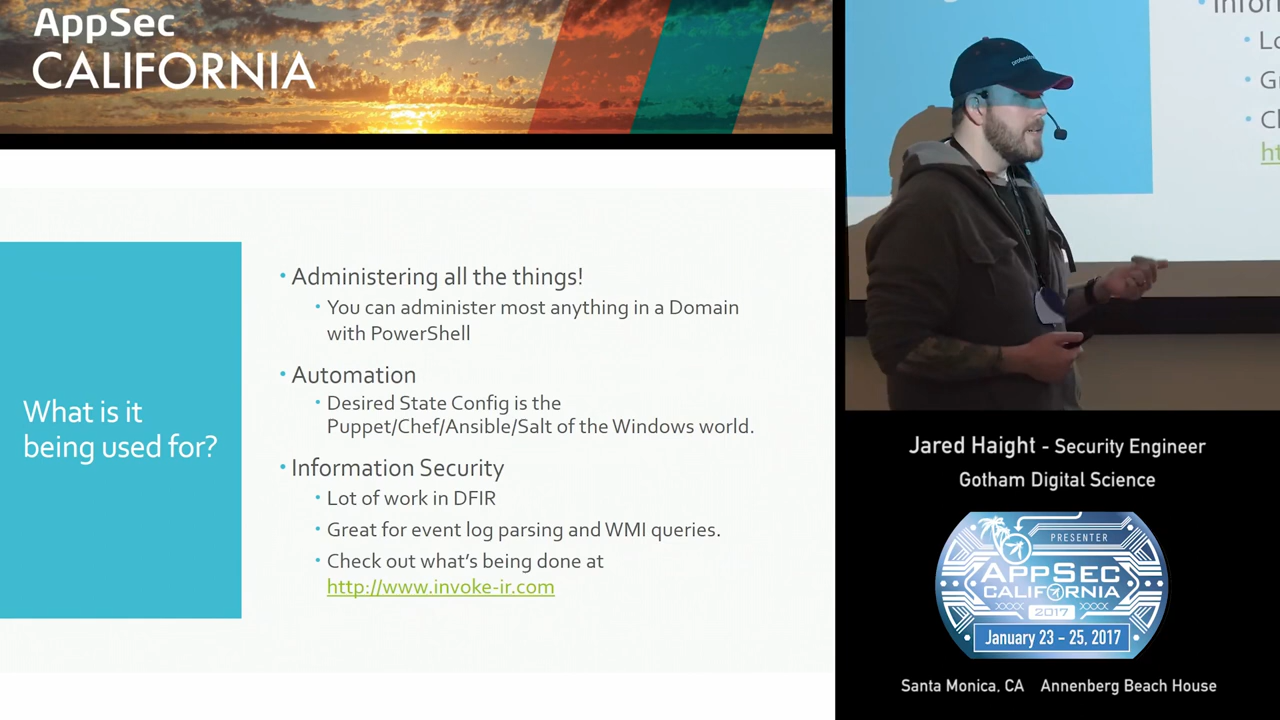 AppSec
CALIFORNIA
What is it
being used for?
• Administering all the things!
• You can administer most anything in a Domain
with PowerShell
• Automation
• Desired State Config is the
Puppet/Chef/Ansible/Salt of the Windows world.
• Information Security
• Lot of work in DFIR
• Great for event log parsing and WMI queries.
• Check out what's being done at
http://www.invoke-ir.com
Jared Haight - Security Engineer
Gotham Digital Science
PRESENTER
APPSEC
CALIFORNIA
XXXX 2017 XXXX
January 23 - 25, 2017
Santa Monica, CA Annenberg Beach House